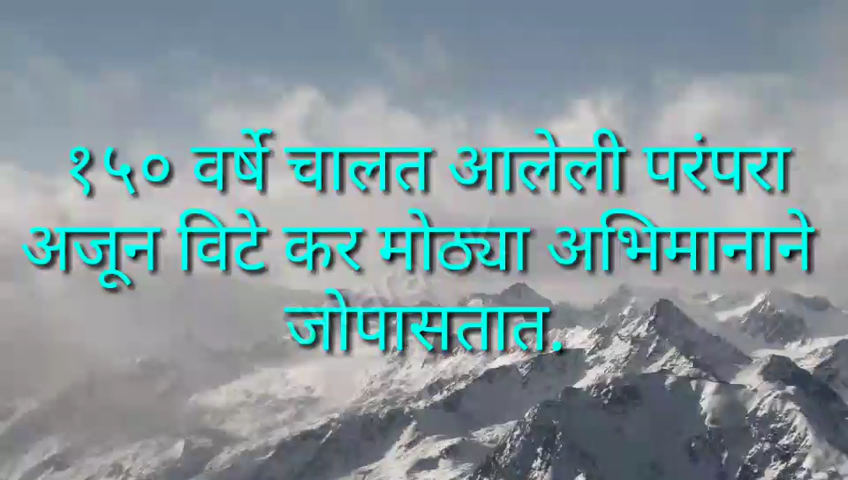 १५० वर्षे चालत आलेली परंपरा
अजून विटे कर मोठ्या अभिमानाने
जोपासतात.